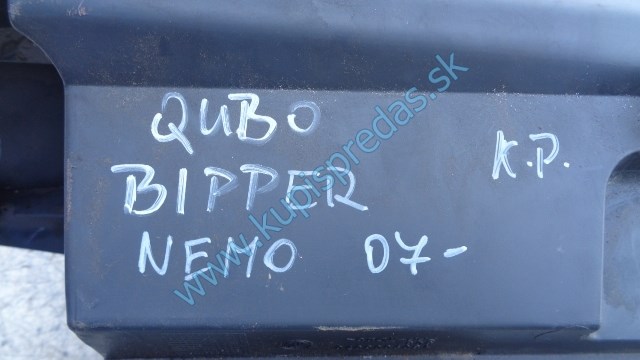 QUBO
BIPPER K.P.
NEMO 07-
www.kupispredas.sk